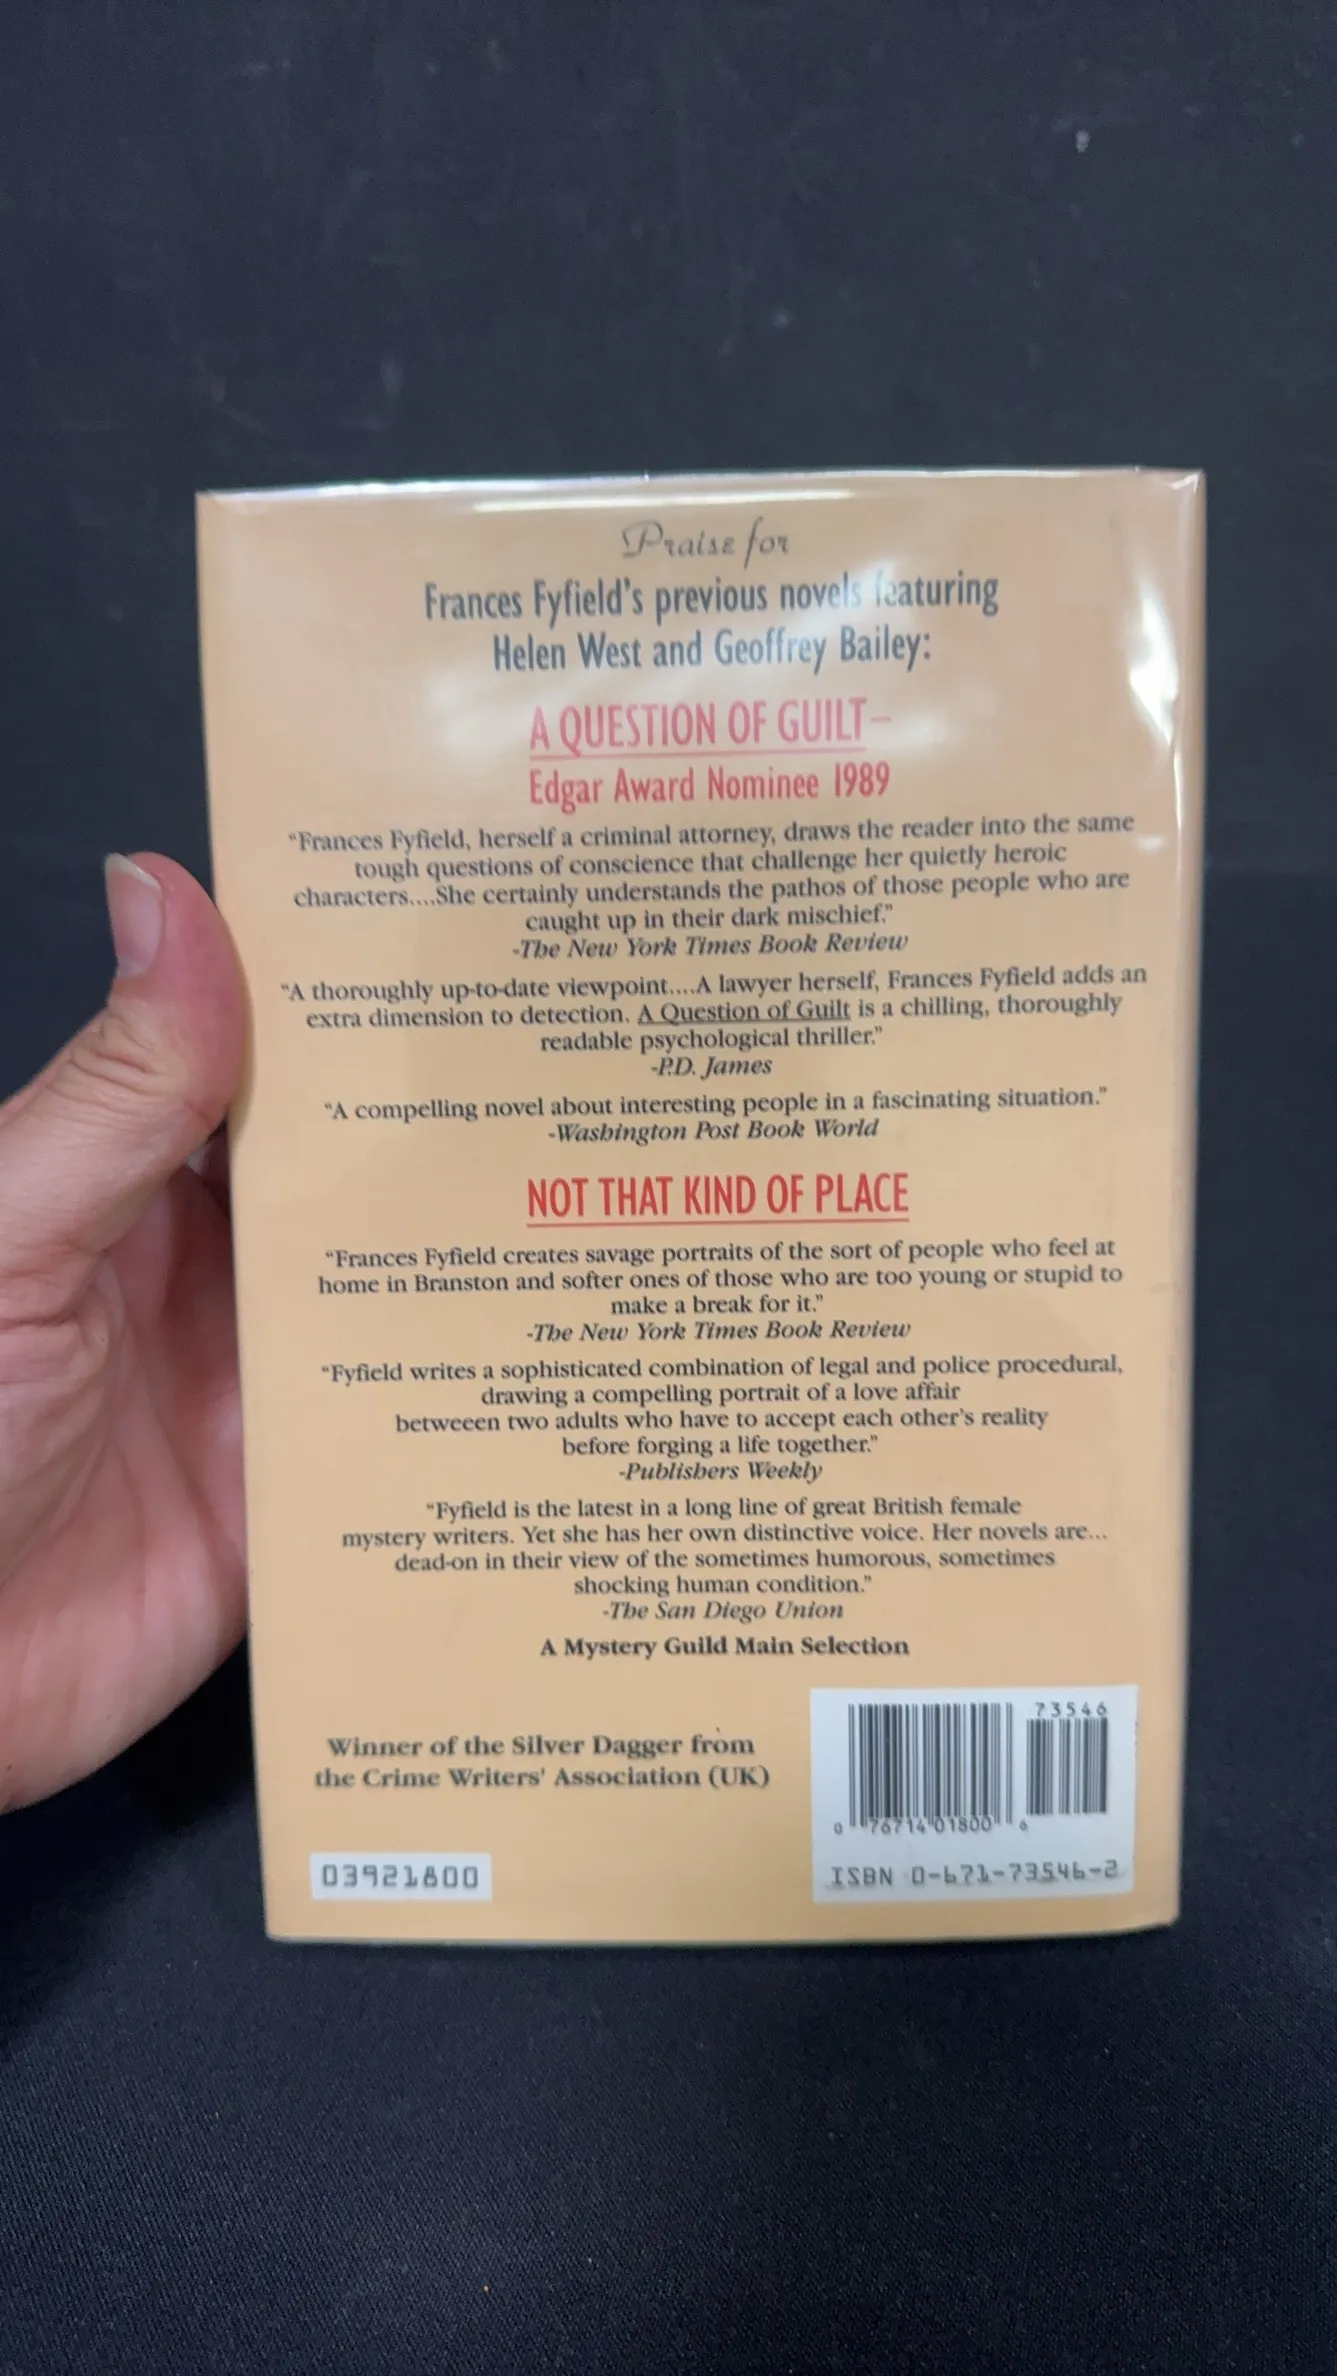 Praise for
Frances Fyfield's previous novels featuring
Helen West and Geoffrey Bailey:
A QUESTION OF GUILT–
Edgar Award Nominee 1989
"Frances Fyfield, herself a criminal attorney, draws the reader into the same
tough questions of conscience that challenge her quietly heroic
characters....She certainly understands the pathos of those people who are
caught up in their dark mischief."
-The New York Times Book Review
"A thoroughly up-to-date viewpoint....A lawyer herself, Frances Fyfield adds an
extra dimension to detection. A Question of Guilt is a chilling, thoroughly
readable psychological thriller."
-P.D. James
"A compelling novel about interesting people in a fascinating situation."
-Washington Post Book World
NOT THAT KIND OF PLACE
"Frances Fyfield creates savage portraits of the sort of people who feel at
home in Branston and softer ones of those who are too young or stupid to
make a break for it."
-The New York Times Book Review
"Fyfield writes a sophisticated combination of legal and police procedural,
drawing a compelling portrait of a love affair
betweeen two adults who have to accept each other's reality
before forging a life together."
-Publishers Weekly
"Fyfield is the latest in a long line of great British female
mystery writers. Yet she has her own distinctive voice. Her novels are...
dead-on in their view of the sometimes humorous, sometimes
shocking human condition."
-The San Diego Union
A Mystery Guild Main Selection
Winner of the Silver Dagger from
the Crime Writers' Association (UK)
73546
0 76714 01800 6
03921800
ISBN 0-671-73546-2